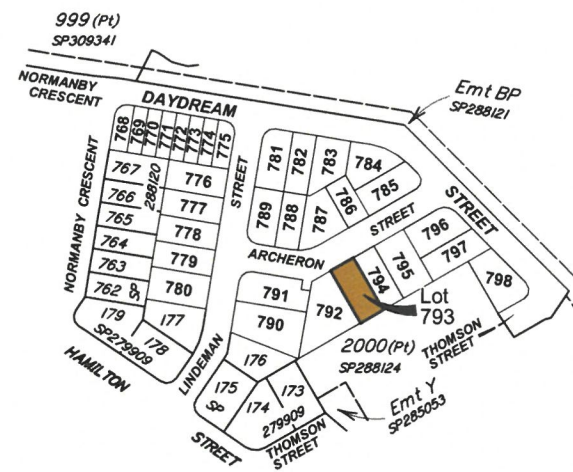 999 (Pt)
SP309341
NORMANBY
CRESCENT
DAYDREAM
STREET
Emt BP
SP288121
768
769
770
771
772
773
774
775
767
766
765
764
763
762
NORMANBY CRESCENT
SP
288120
776
777
778
779
780
STREET
LINDEMAN
781
782
783
784
785
786
787
788
789
ARCHERON
STREET
796
797
795
794
798
791
790
792
Lot
793
179
SP279909
178
177
HAMILTON
STREET
176
175
SP
174
173
279909
2000 (Pt)
SP288124
THOMSON
STREET
Emt Y
SP285053
THOMSON
STREET